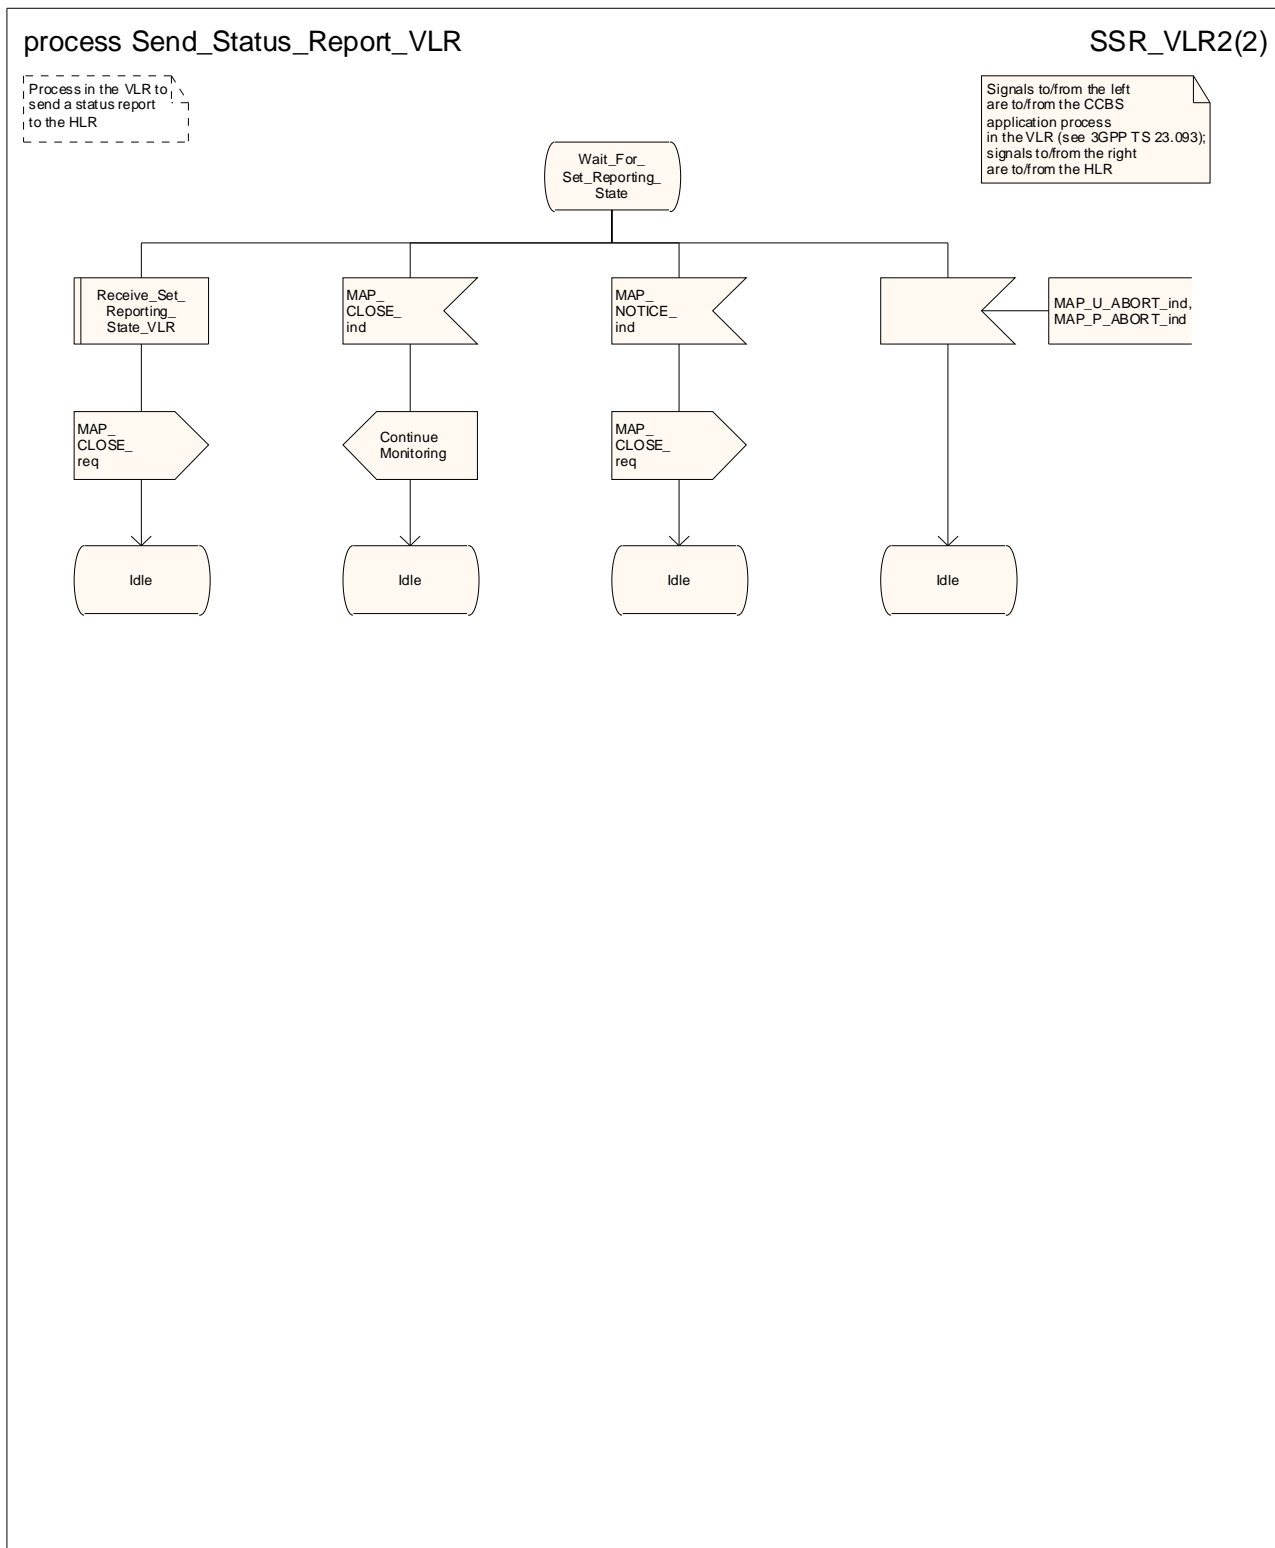 process Send_Status_Report_VLR
SSR_VLR2(2)
Process in the VLR to
send a status report
to the HLR
Signals to/from the left
are to/from the CCBS
application process
in the VLR (see 3GPP TS 23.093);
signals to/from the right
are to/from the HLR
Wait_For_
Set_Reporting_
State
Receive_Set_
Reporting_
State_VLR
MAP_
CLOSE_
ind
MAP_
NOTICE_
ind
MAP_U_ABORT_ind,
MAP_P_ABORT_ind
MAP_
CLOSE_
req
Continue
Monitoring
MAP_
CLOSE_
req
Idle
Idle
Idle
Idle